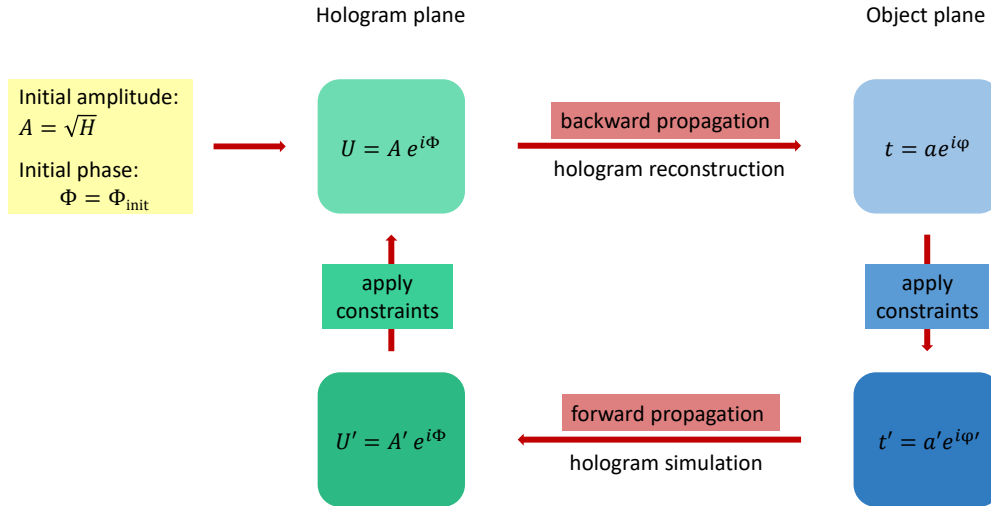 Hologram plane
Object plane
Initial amplitude:
A = √H
Initial phase:
Φ = Φ_init
U = A e^{iΦ}
backward propagation
hologram reconstruction
t = ae^{iφ}
apply
constraints
apply
constraints
U′ = A′ e^{iΦ}
forward propagation
hologram simulation
t′ = a′e^{iφ′}